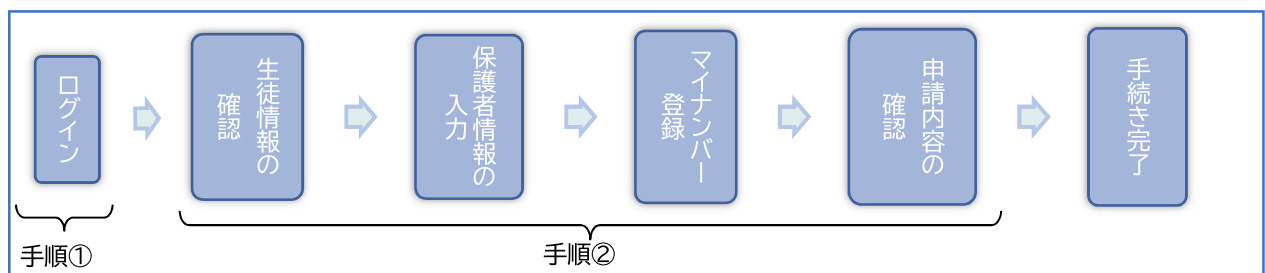 ログイン
生徒情報の
確認
保護者情報の
入力
マイナンバー
登録
申請内容の
確認
手続き完了
手順①
手順②